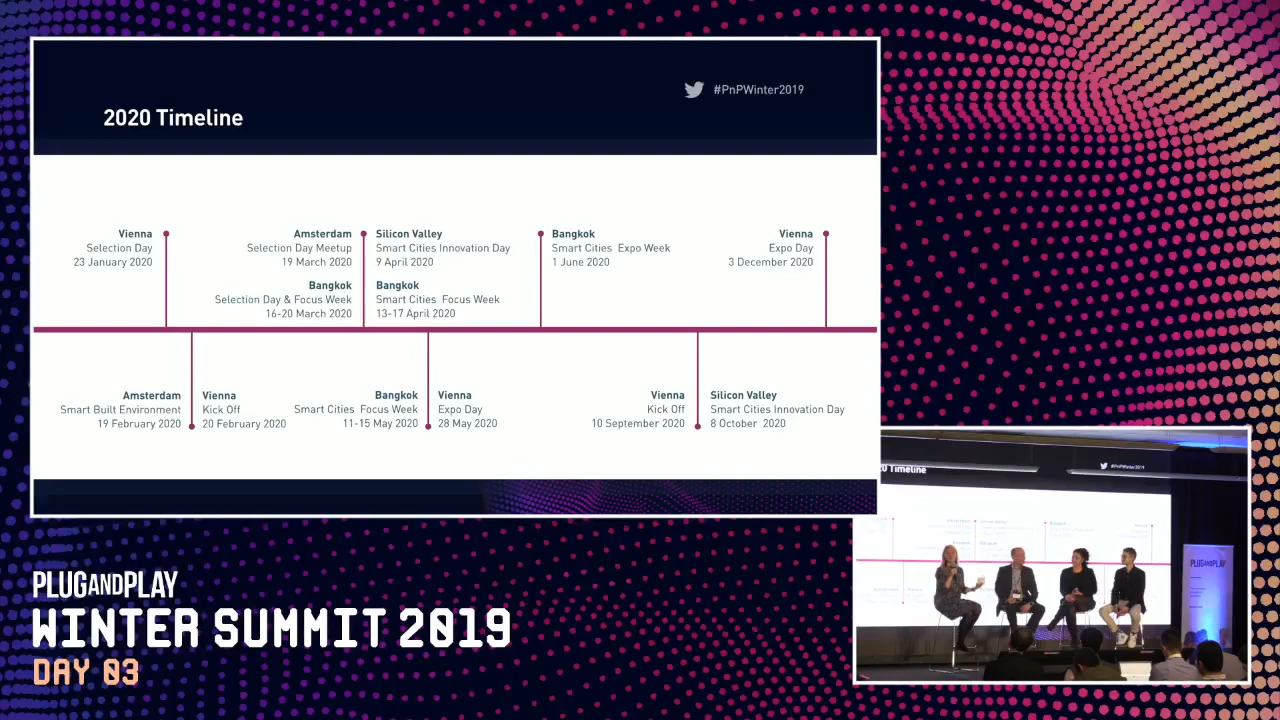 #PnPWinter2019
2020 Timeline
Vienna
Selection Day
23 January 2020
Amsterdam
Selection Day Meetup
19 March 2020
Bangkok
Selection Day & Focus Week
16-20 March 2020
Silicon Valley
Smart Cities Innovation Day
9 April 2020
Bangkok
Smart Cities Focus Week
13-17 April 2020
Bangkok
Smart Cities Expo Week
1 June 2020
Vienna
Expo Day
3 December 2020
Amsterdam
Smart Built Environment
19 February 2020
Vienna
Kick Off
20 February 2020
Bangkok
Smart Cities Focus Week
11-15 May 2020
Vienna
Expo Day
28 May 2020
Vienna
Kick Off
10 September 2020
Silicon Valley
Smart Cities Innovation Day
8 October 2020
20 Timeline
#PnPWinter2019
PLUGANDPLAY
PLUGANDPLAY
WINTER SUMMIT 2019
DAY 03